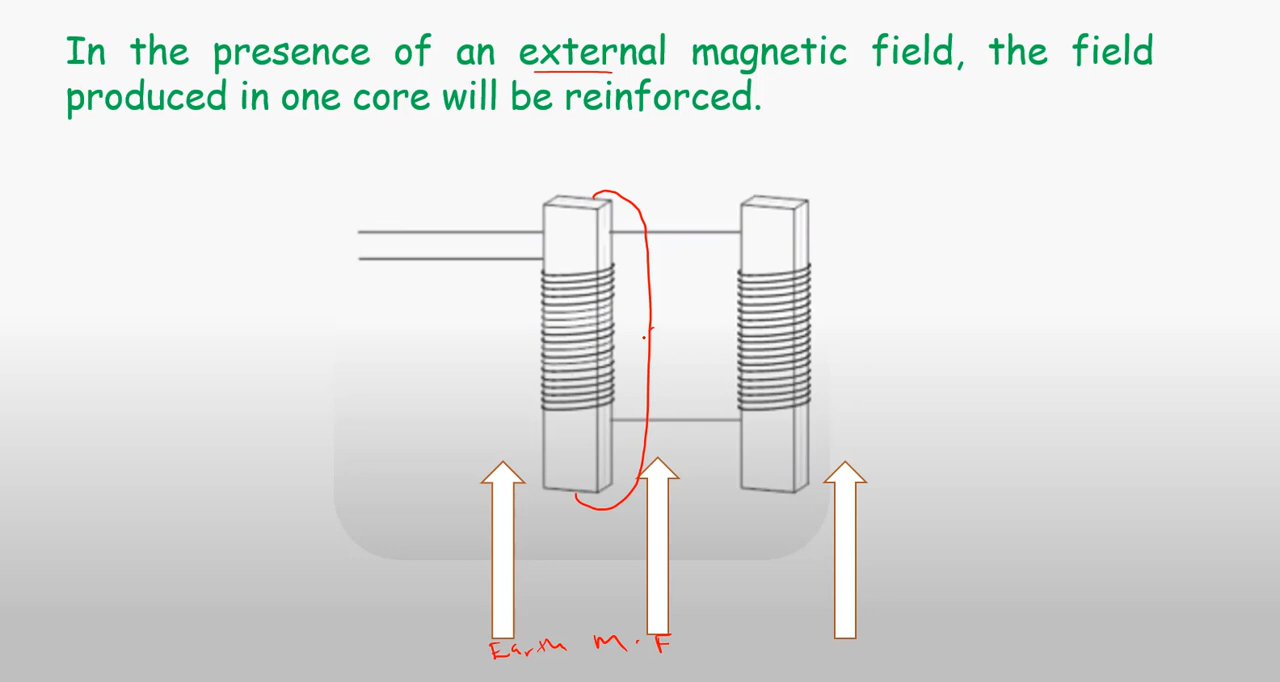 In the presence of an external magnetic field, the field
produced in one core will be reinforced.
Earth M.F